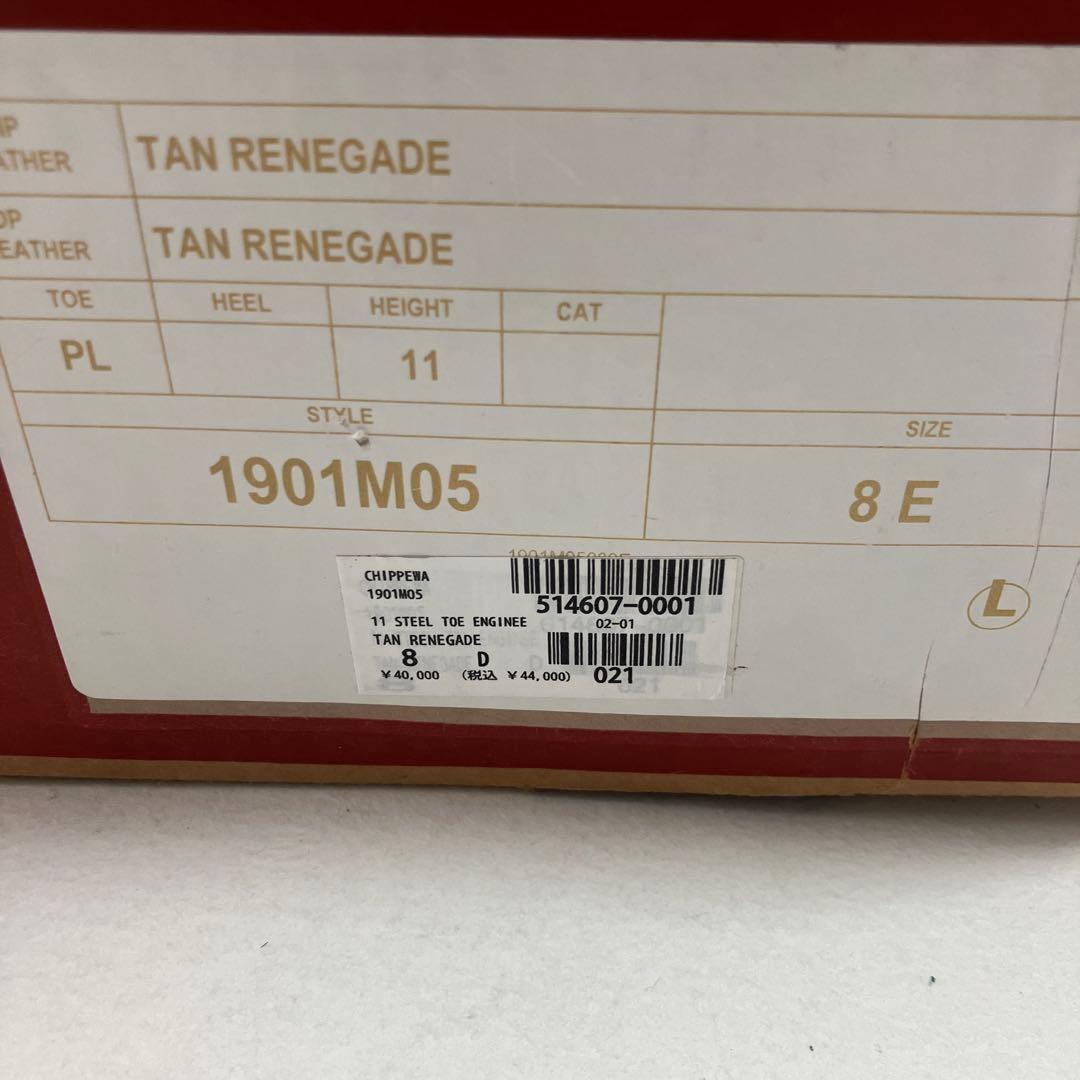 TAN RENEGADE
LEATHER
TAN RENEGADE
TOE HEEL HEIGHT CAT
PL 11
STYLE SIZE
1901M05 8 E
CHIPPEWA
1901M05
514607-0001
11 STEEL TOE ENGINEE 02-01
TAN RENEGADE
8 D
¥40,000 (税込 ¥44,000) 021
L